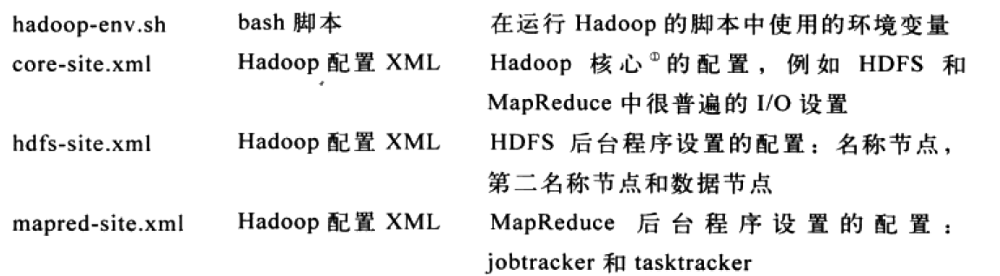 hadoop-env.sh bash 脚本 在运行 Hadoop 的脚本中使用的环境变量
core-site.xml Hadoop 配置 XML Hadoop 核心①的配置，例如 HDFS 和
MapReduce 中很普遍的 I/O 设置
hdfs-site.xml Hadoop 配置 XML HDFS 后台程序设置的配置：名称节点，
第二名称节点和数据节点
mapred-site.xml Hadoop 配置 XML MapReduce 后台程序设置的配置：
jobtracker 和 tasktracker